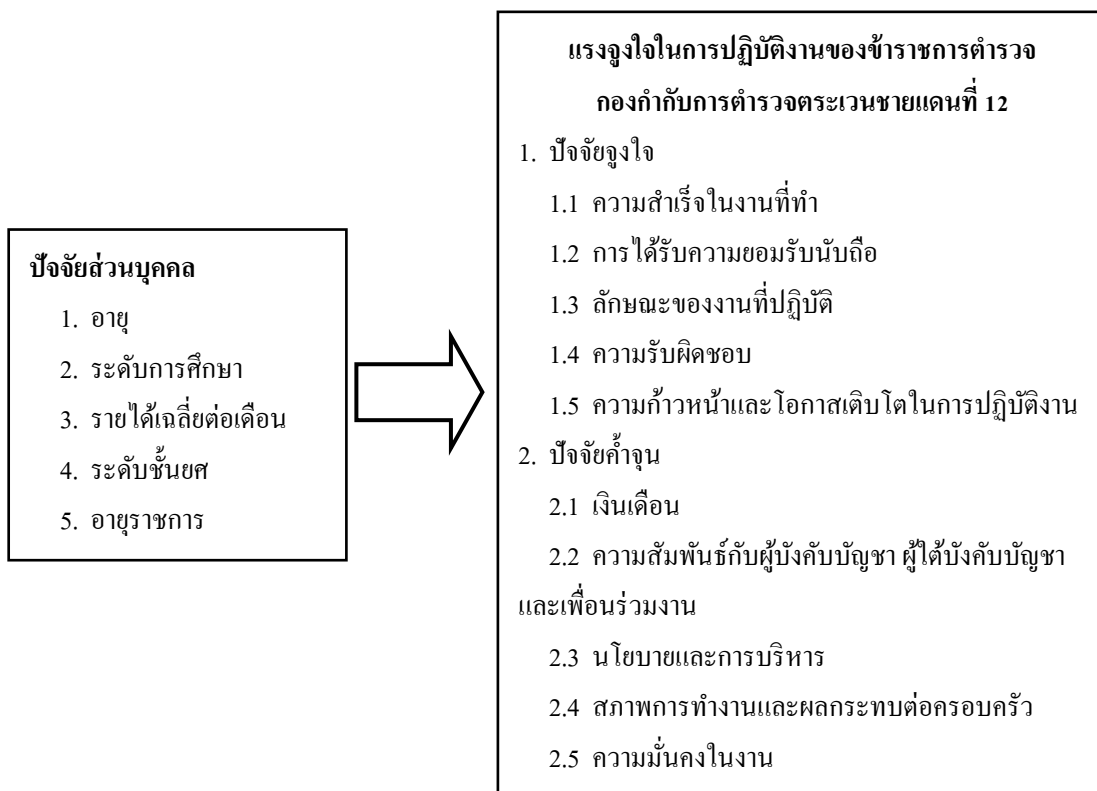 ปัจจัยส่วนบุคคล
1. อายุ
2. ระดับการศึกษา
3. รายได้เฉลี่ยต่อเดือน
4. ระดับชั้นยศ
5. อายุราชการ
แรงจูงใจในการปฏิบัติงานของข้าราชการตำรวจ
กองกำกับการตำรวจตระเวนชายแดนที่ 12
1. ปัจจัยจูงใจ
1.1 ความสำเร็จในงานที่ทำ
1.2 การได้รับความยอมรับนับถือ
1.3 ลักษณะของงานที่ปฏิบัติ
1.4 ความรับผิดชอบ
1.5 ความก้าวหน้าและโอกาสเติบโตในการปฏิบัติงาน
2. ปัจจัยค้ำจุน
2.1 เงินเดือน
2.2 ความสัมพันธ์กับผู้บังคับบัญชา ผู้ใต้บังคับบัญชา
และเพื่อนร่วมงาน
2.3 นโยบายและการบริหาร
2.4 สภาพการทำงานและผลกระทบต่อครอบครัว
2.5 ความมั่นคงในงาน